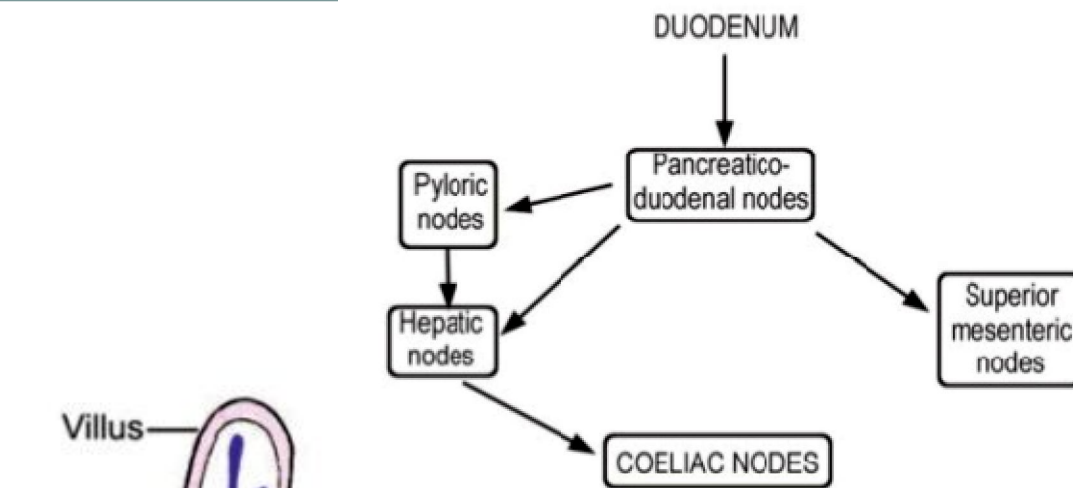 DUODENUM
Pancreatico-
duodenal nodes
Pyloric
nodes
Hepatic
nodes
Superior
mesenteric
nodes
Villus
COELIAC NODES